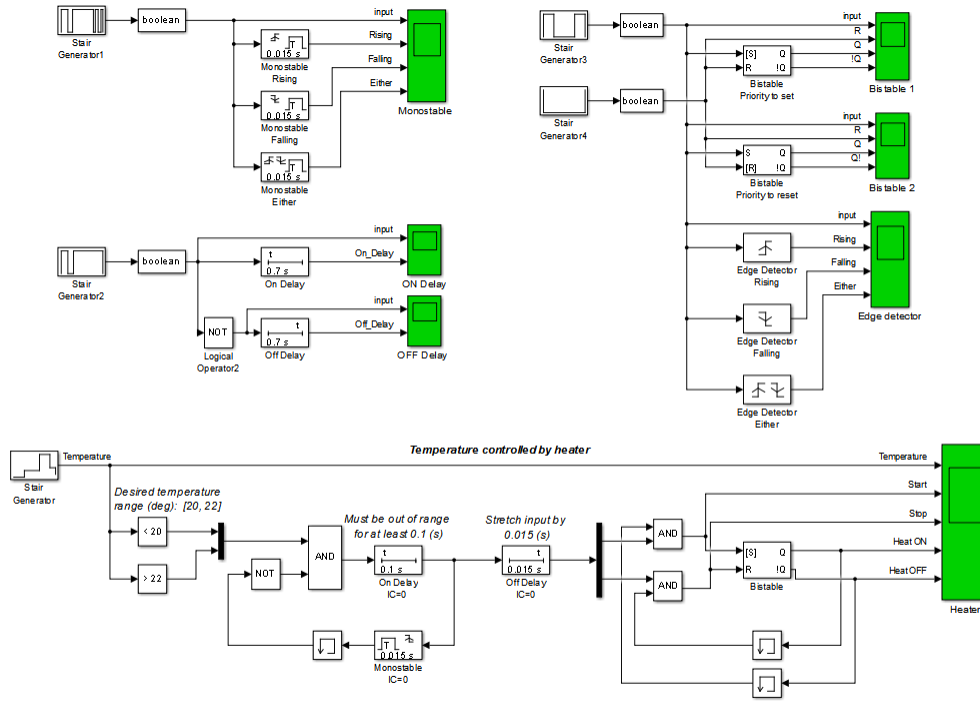 Stair
Generator1
boolean
input
Rising
Falling
Either
0.015 s
Monostable
Rising
0.015 s
Monostable
Falling
0.015 s
Monostable
Either
Monostable
Stair
Generator3
boolean
Stair
Generator4
boolean
input
R
Q
!Q
[S] Q
R !Q
Bistable
Priority to set
Bistable 1
input
R
Q
Q!
S Q
[R] !Q
Bistable
Priority to reset
Bistable 2
input
Rising
Falling
Either
Edge Detector
Rising
Edge Detector
Falling
Edge Detector
Either
Edge detector
Stair
Generator2
boolean
input
On_Delay
t
0.7 s
On Delay
ON Delay
input
Off_Delay
NOT
Logical
Operator2
t
0.7 s
Off Delay
OFF Delay
Temperature controlled by heater
Stair
Generator
Temperature
Desired temperature
range (deg): [20, 22]
< 20
> 22
NOT
AND
Must be out of range
for at least 0.1 (s)
t
0.1 s
On Delay
IC=0
0.015 s
Monostable
IC=0
Stretch input by
0.015 (s)
t
0.015 s
Off Delay
IC=0
AND
AND
[S] Q
R !Q
Bistable
Temperature
Start
Stop
Heat ON
Heat OFF
Heater